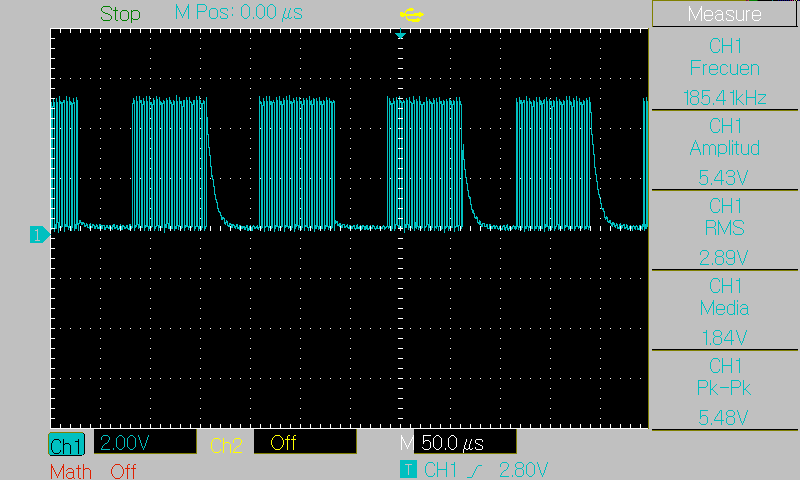 Stop M Pos: 0.00 µs
Measure
CH1
Frecuen
185.41kHz
CH1
Amplitud
5.43V
CH1
RMS
2.89V
CH1
Media
1.84V
CH1
Pk-Pk
5.48V
1
Ch1 2.00V Ch2 Off M 50.0 µs
Math Off T CH1 2.80V